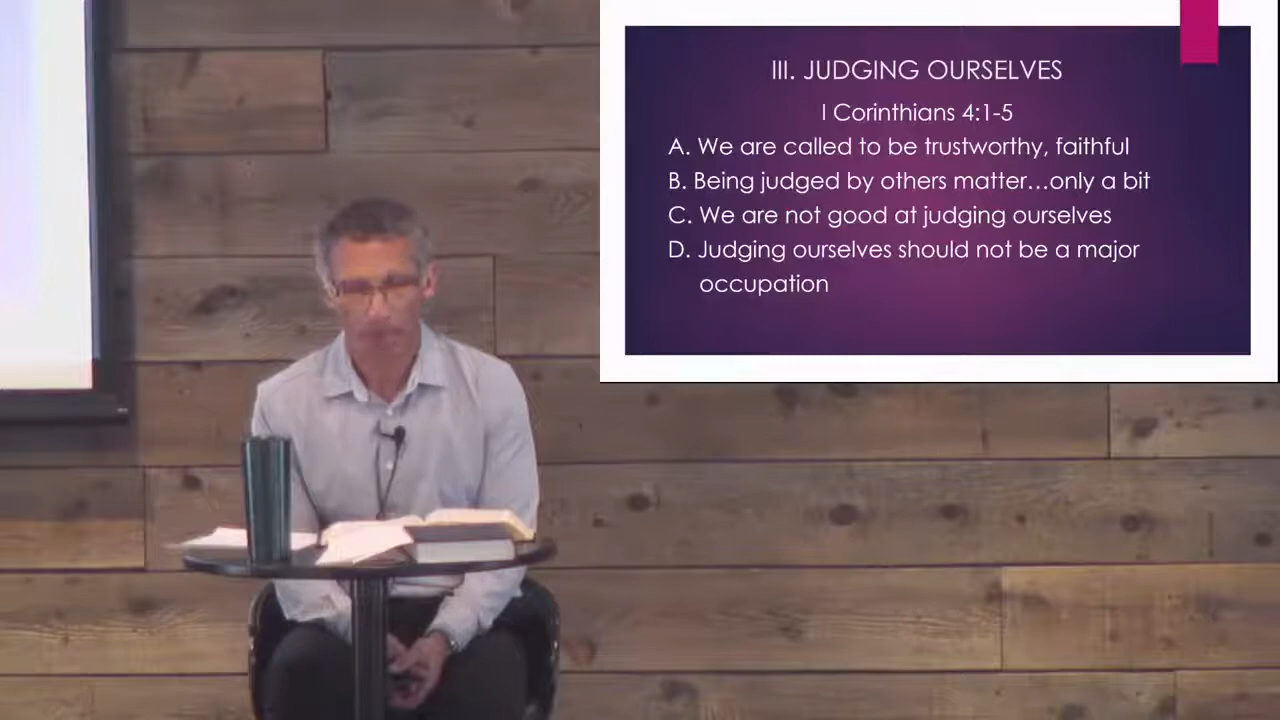 III. JUDGING OURSELVES
I Corinthians 4:1-5
A. We are called to be trustworthy, faithful
B. Being judged by others matter...only a bit
C. We are not good at judging ourselves
D. Judging ourselves should not be a major
occupation